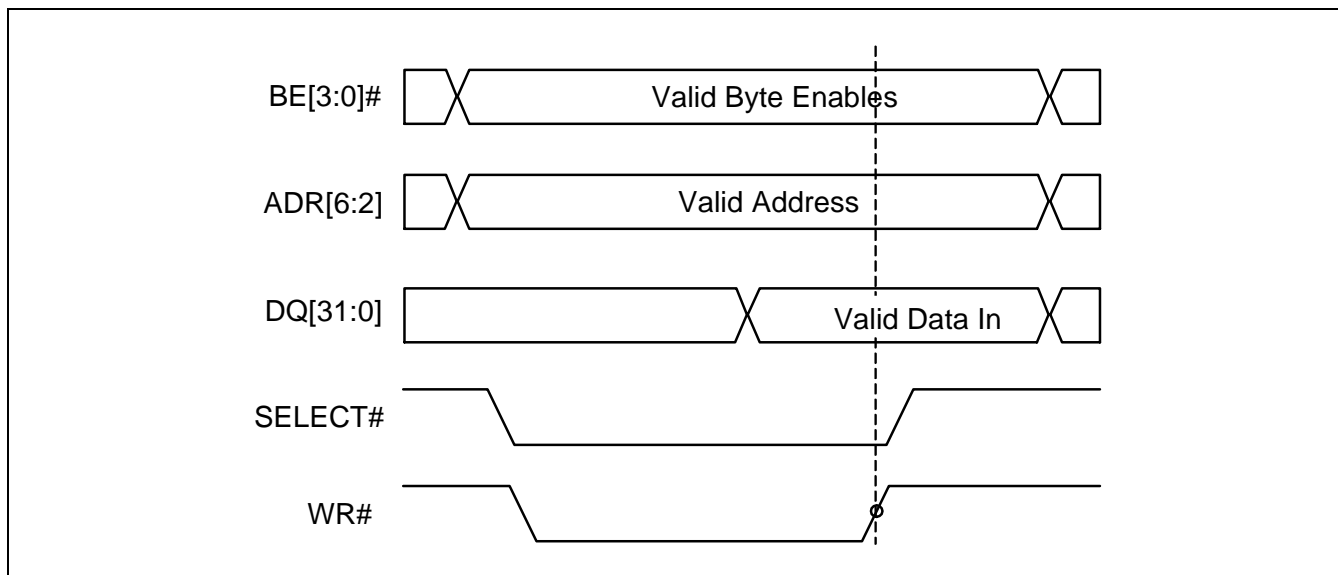 BE[3:0]# Valid Byte Enables
ADR[6:2] Valid Address
DQ[31:0] Valid Data In
SELECT#
WR#